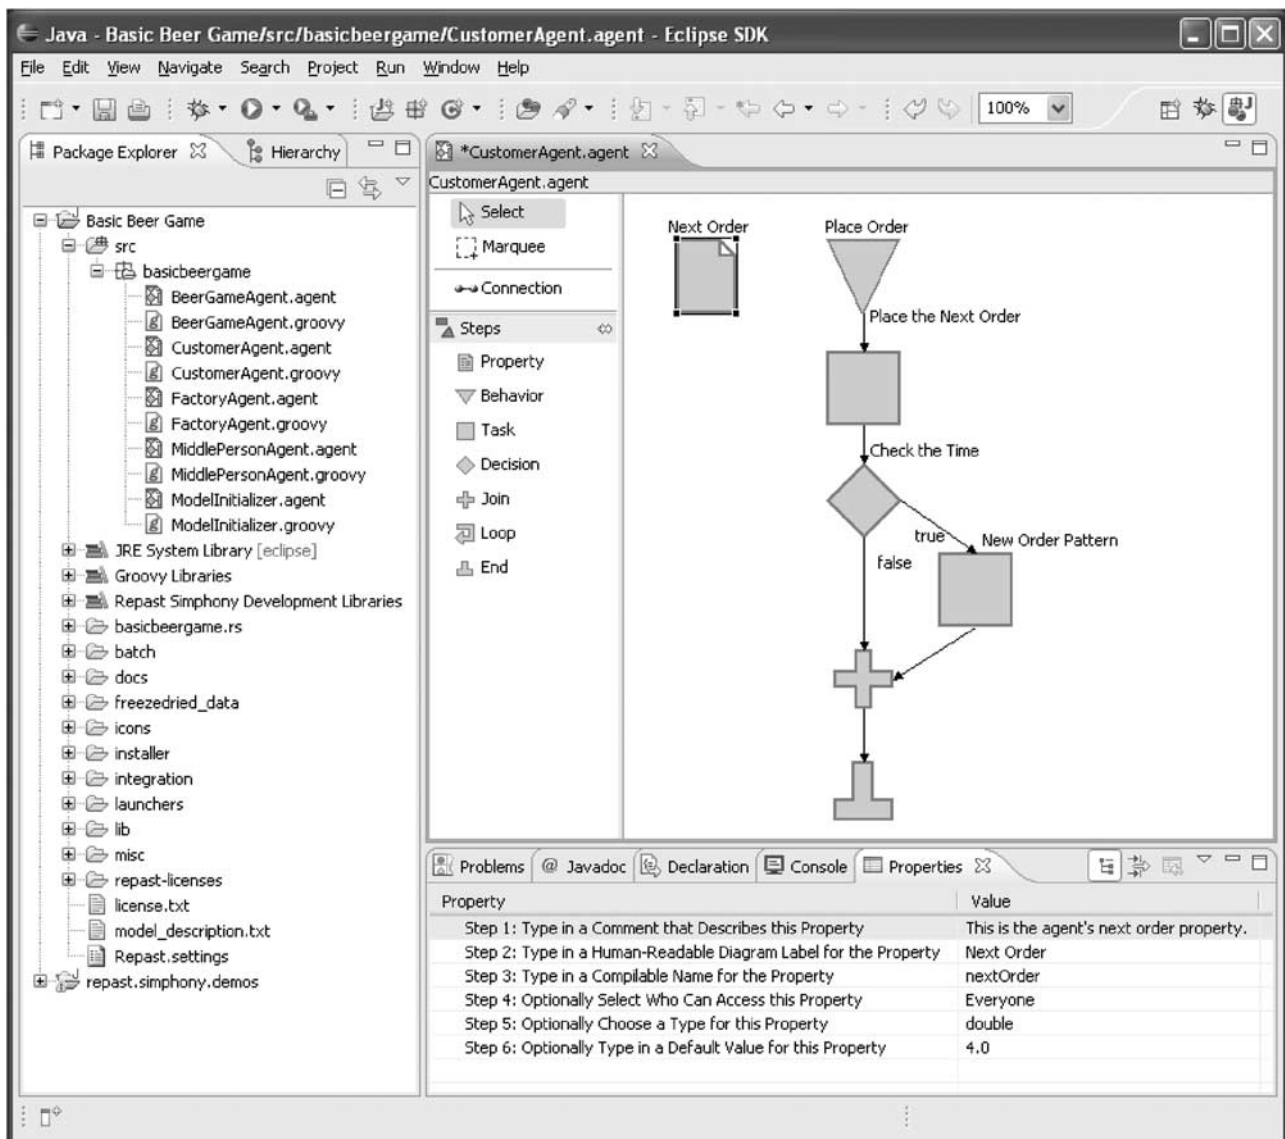 Java - Basic Beer Game/src/basicbeergame/CustomerAgent.agent - Eclipse SDK
File Edit View Navigate Search Project Run Window Help
100%
Package Explorer
Hierarchy
Basic Beer Game
src
basicbeergame
BeerGameAgent.agent
BeerGameAgent.groovy
CustomerAgent.agent
CustomerAgent.groovy
FactoryAgent.agent
FactoryAgent.groovy
MiddlePersonAgent.agent
MiddlePersonAgent.groovy
ModelInitializer.agent
ModelInitializer.groovy
JRE System Library [eclipse]
Groovy Libraries
Repast Simphony Development Libraries
basicbeergame.rs
batch
docs
freezedried_data
icons
installer
integration
launchers
lib
misc
repast-licenses
license.txt
model_description.txt
Repast.settings
repast.simphony.demos
*CustomerAgent.agent
CustomerAgent.agent
Select
Marquee
Connection
Steps
Property
Behavior
Task
Decision
Join
Loop
End
Next Order
Place Order
Place the Next Order
Check the Time
true
false
New Order Pattern
Problems @ Javadoc Declaration Console Properties
Property Value
Step 1: Type in a Comment that Describes this Property This is the agent's next order property.
Step 2: Type in a Human-Readable Diagram Label for the Property Next Order
Step 3: Type in a Compilable Name for the Property nextOrder
Step 4: Optionally Select Who Can Access this Property Everyone
Step 5: Optionally Choose a Type for this Property double
Step 6: Optionally Type in a Default Value for this Property 4.0